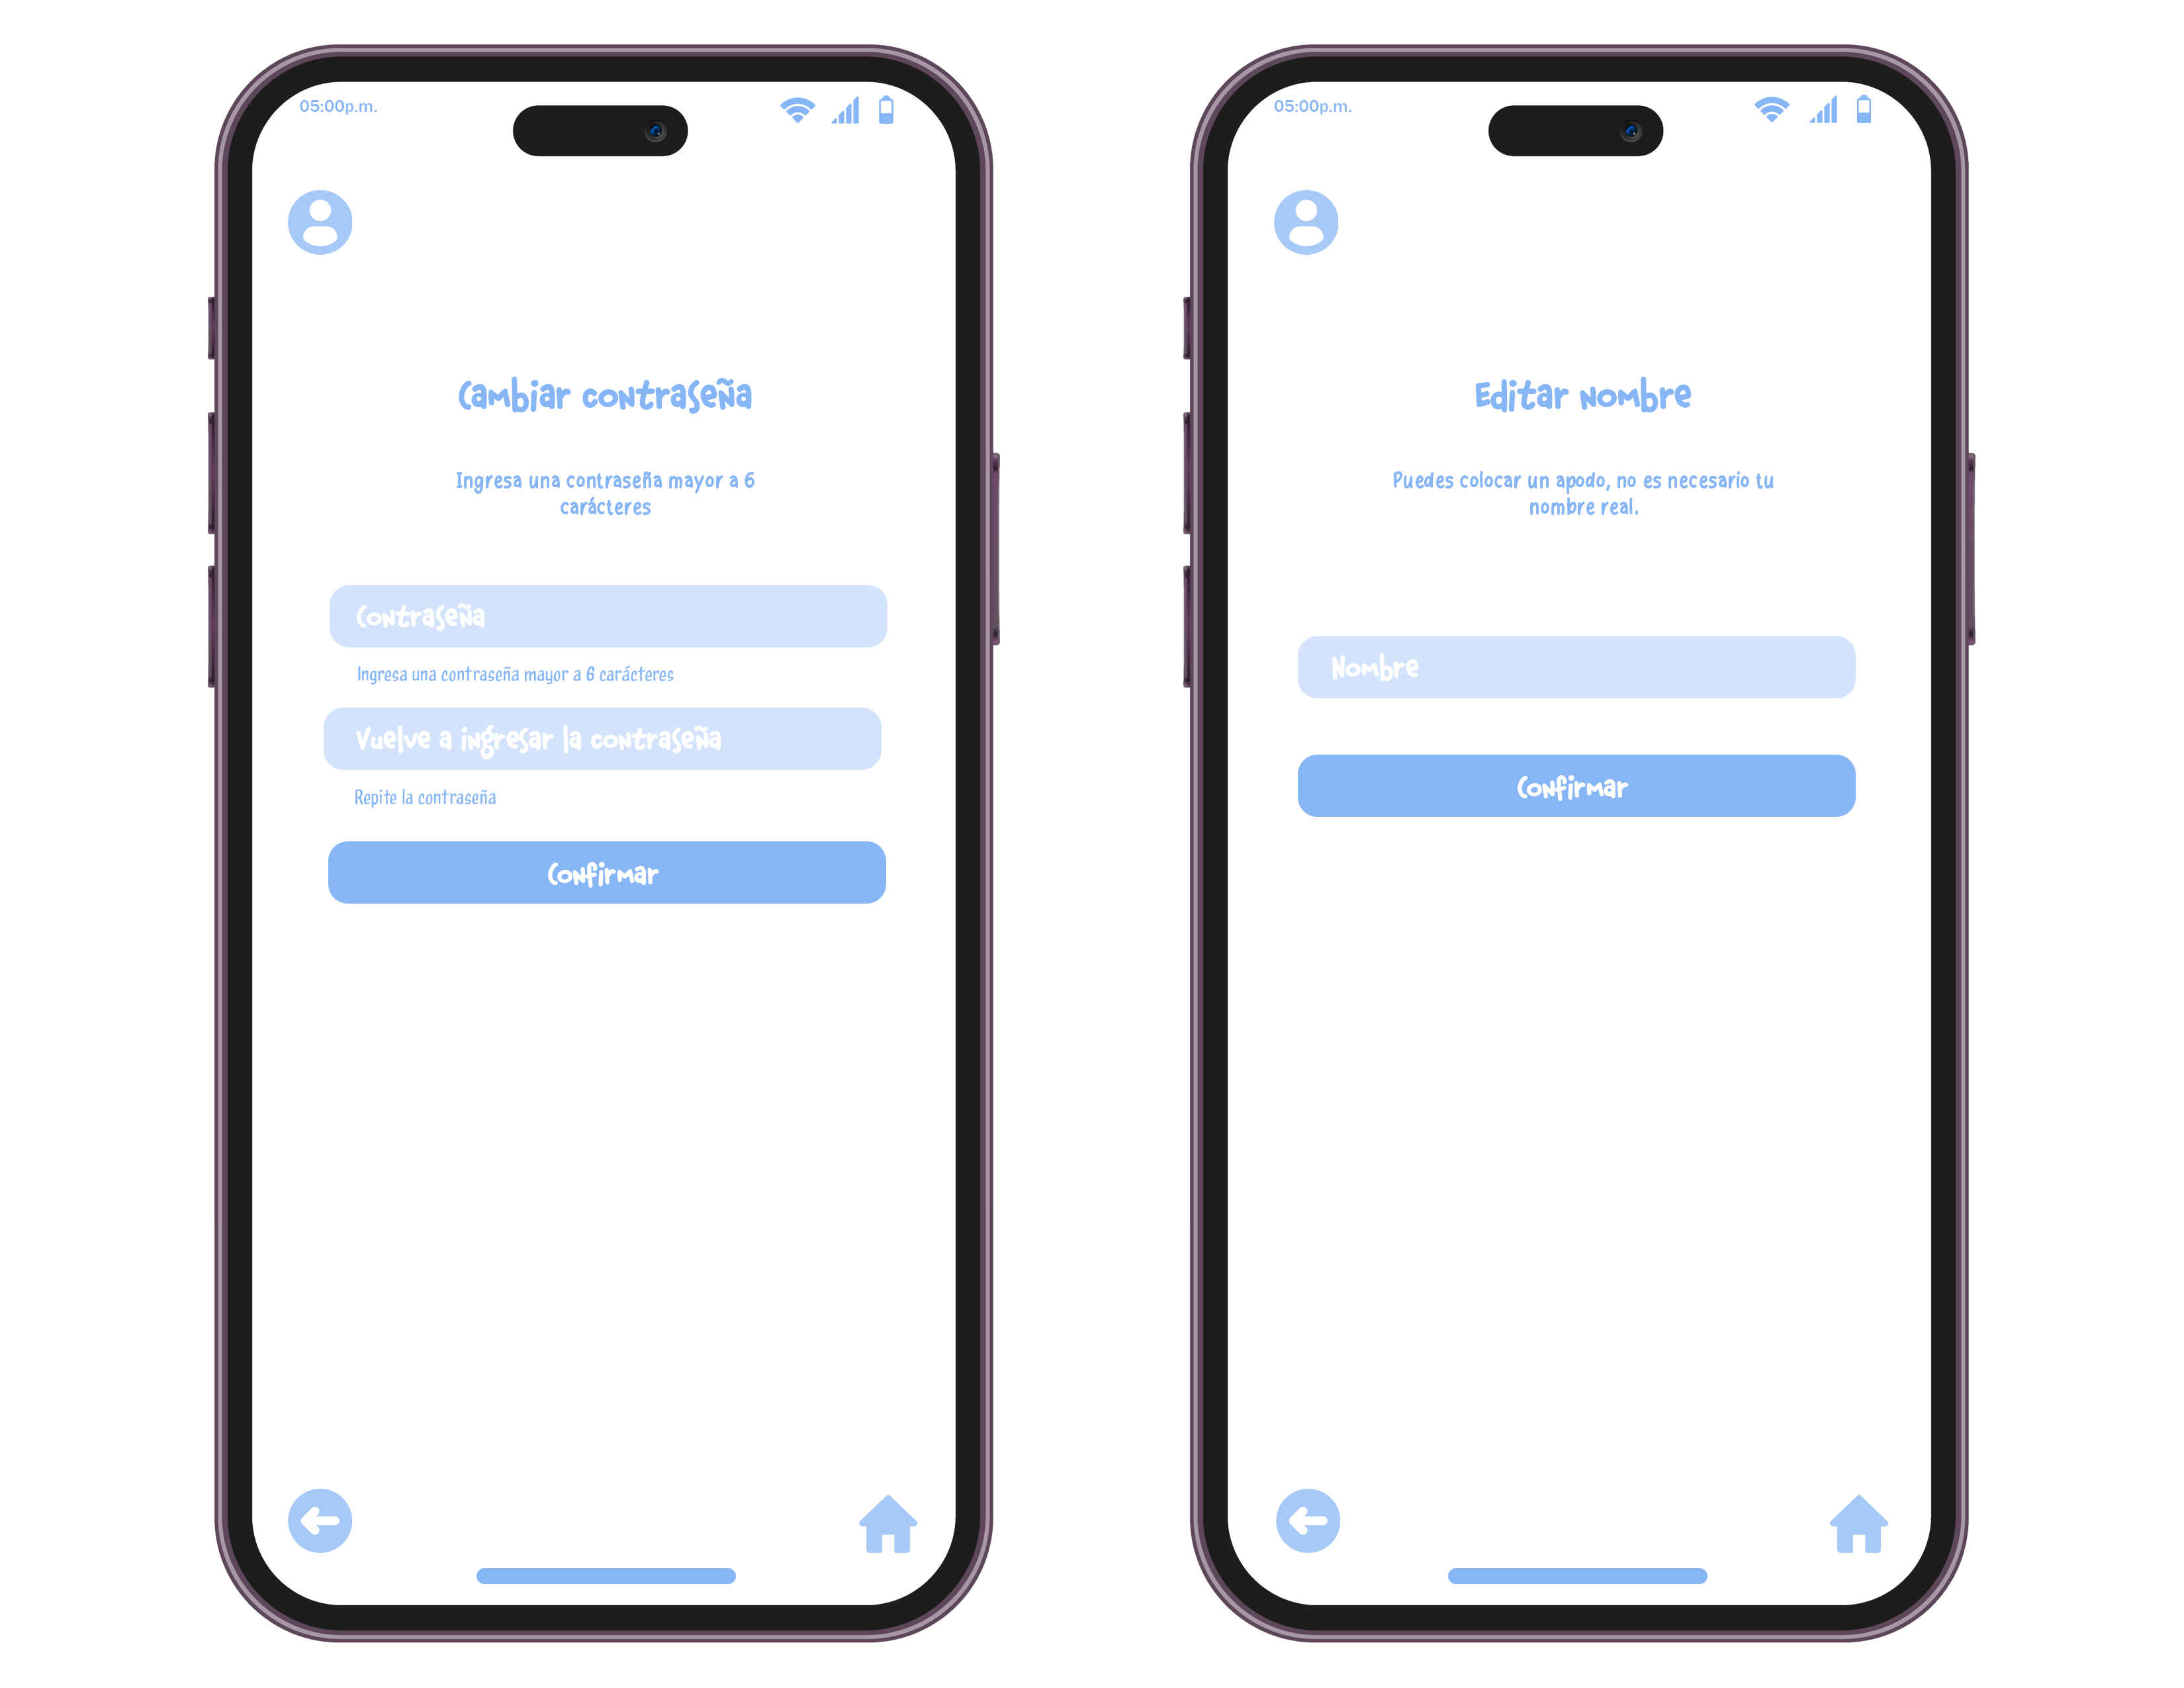 05:00p.m.
Cambiar contraseña
Ingresa una contraseña mayor a 6
carácteres
Contraseña
Ingresa una contraseña mayor a 6 carácteres
Vuelve a ingresar la contraseña
Repite la contraseña
Confirmar
05:00p.m.
Editar nombre
Puedes colocar un apodo, no es necesario tu
nombre real.
Nombre
Confirmar